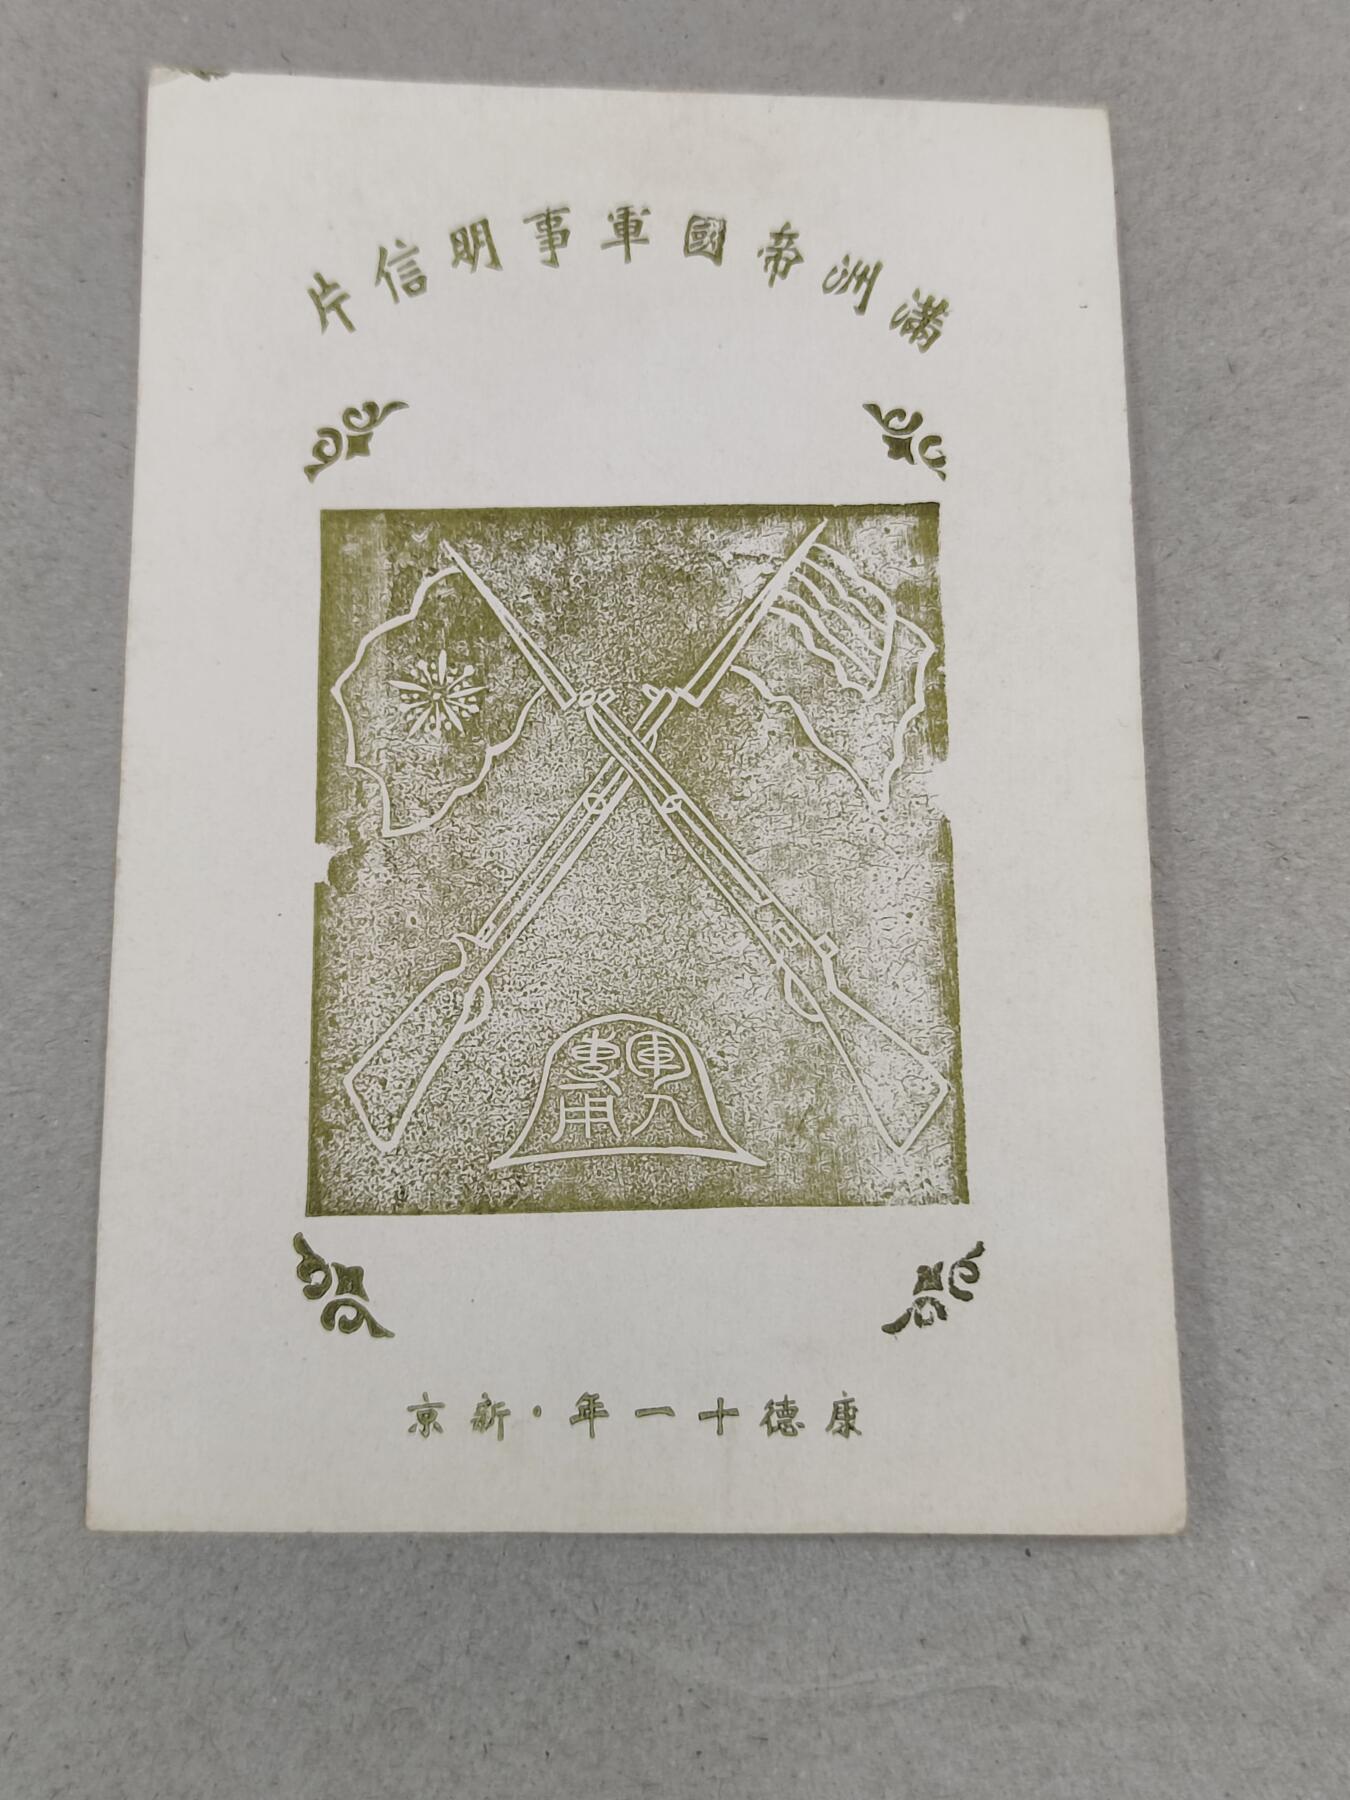 滿洲帝國軍事明信片
軍人
專用
康德十一年·新京